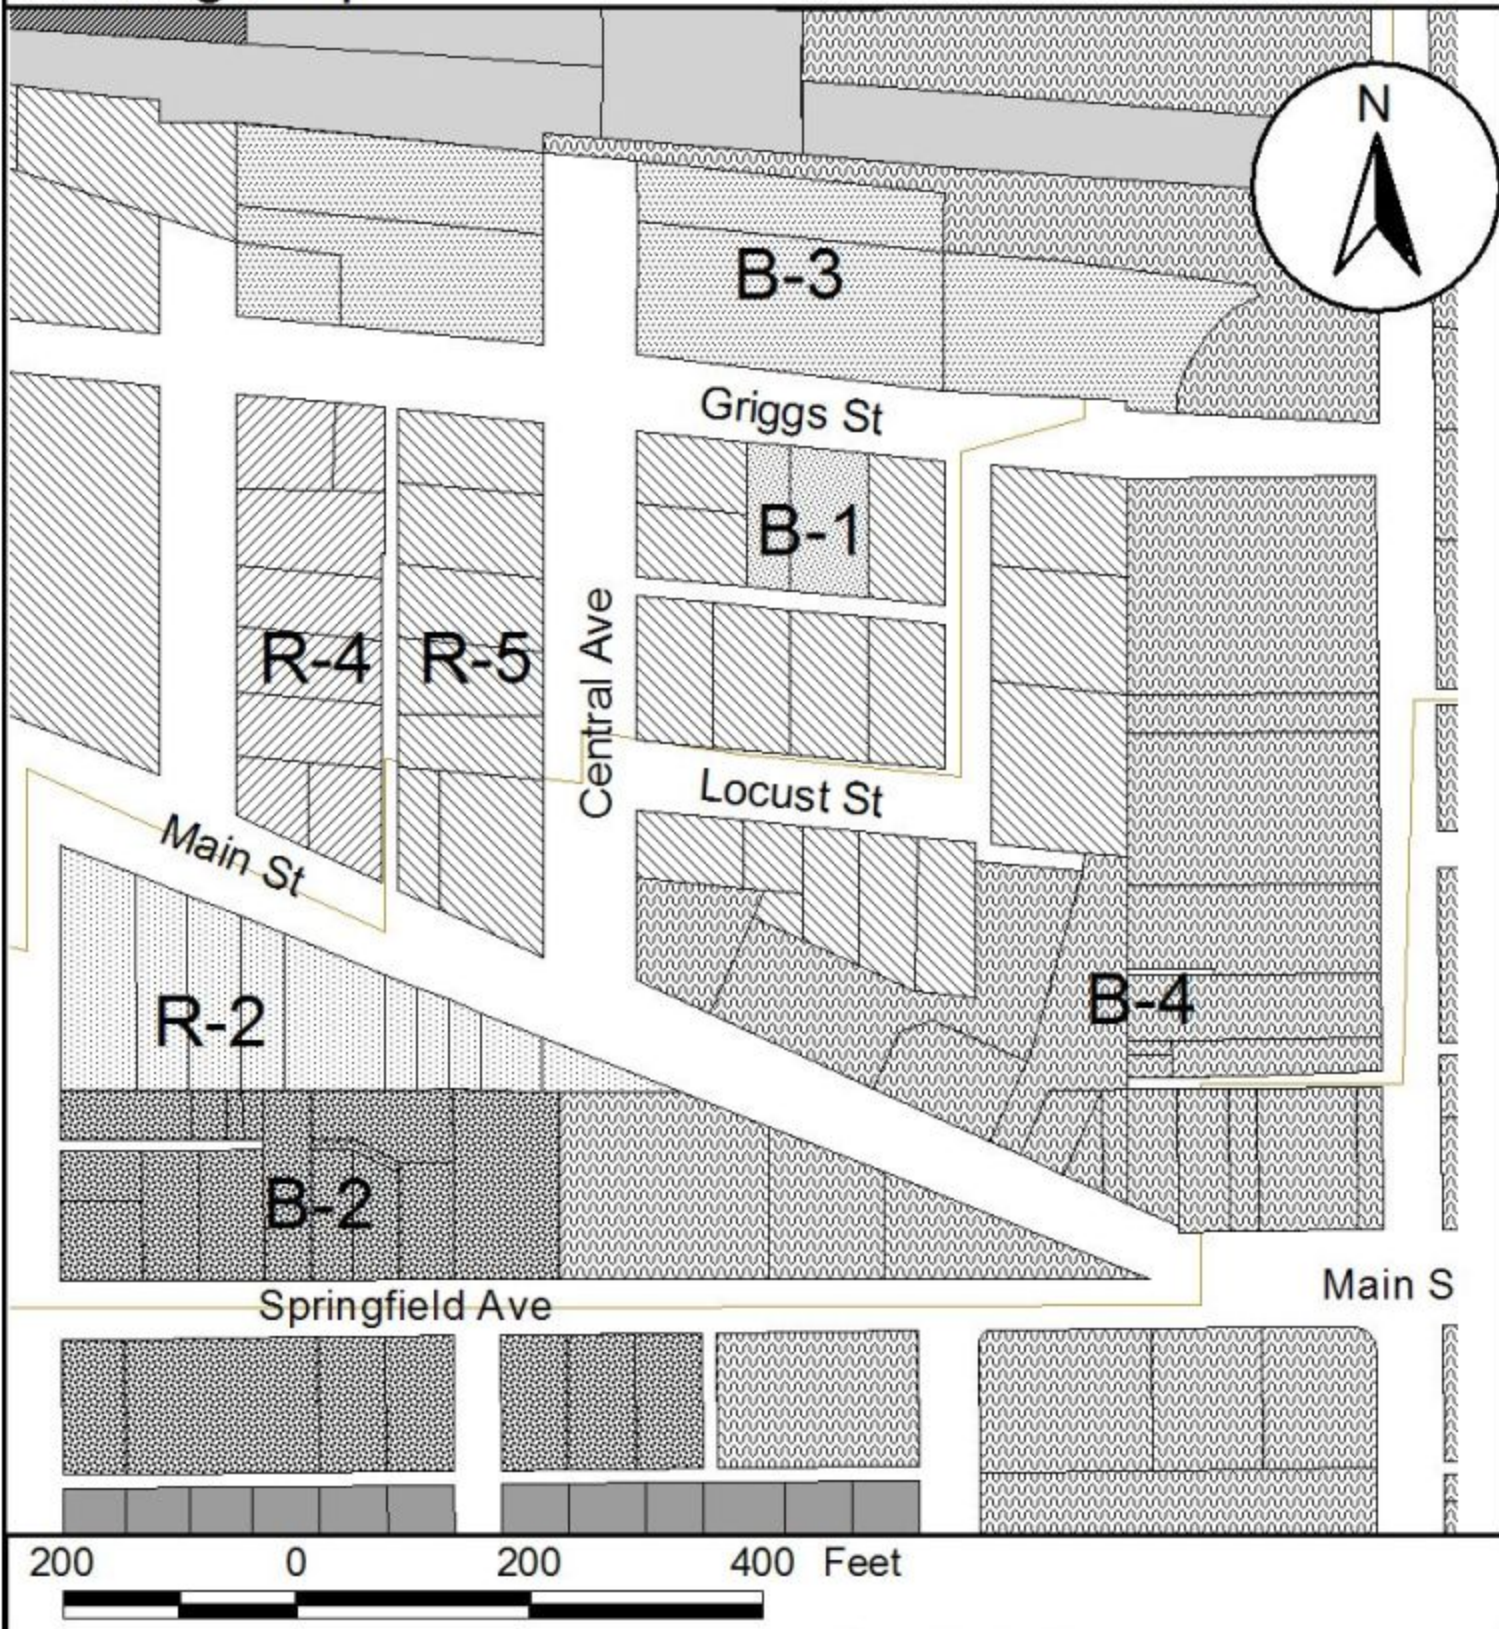 N
B-3
Griggs St
B-1
R-4
R-5
Central Ave
Locust St
Main St
R-2
B-4
B-2
Springfield Ave
Main S
200 0 200 400 Feet